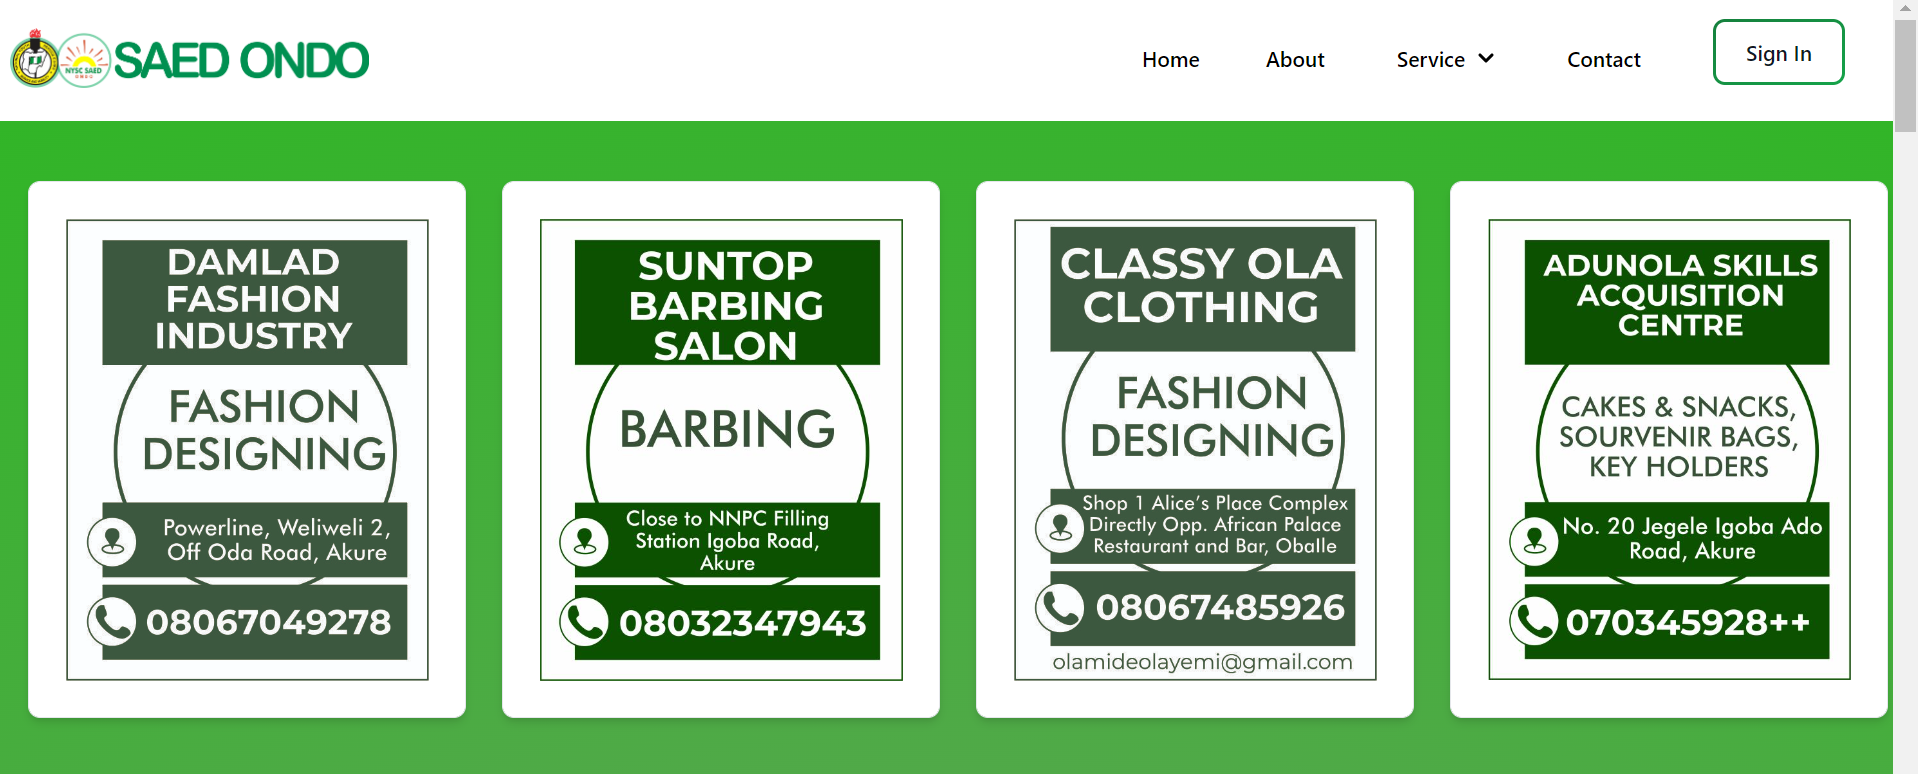 NYSC SAED
SAED ONDO
Home
About
Service
Contact
Sign In
DAMLAD
FASHION
INDUSTRY
FASHION
DESIGNING
Powerline, Weliweli 2,
Off Oda Road, Akure
08067049278
SUNTOP
BARBING
SALON
BARBING
Close to NNPC Filling
Station Igoba Road,
Akure
08032347943
CLASSY OLA
CLOTHING
FASHION
DESIGNING
Shop 1 Alice's Place Complex
Directly Opp. African Palace
Restaurant and Bar, Oballe
08067485926
olamideolayemi@gmail.com
ADUNOLA SKILLS
ACQUISITION
CENTRE
CAKES & SNACKS,
SOURVENIR BAGS,
KEY HOLDERS
No. 20 Jegele Igoba Ado
Road, Akure
070345928++